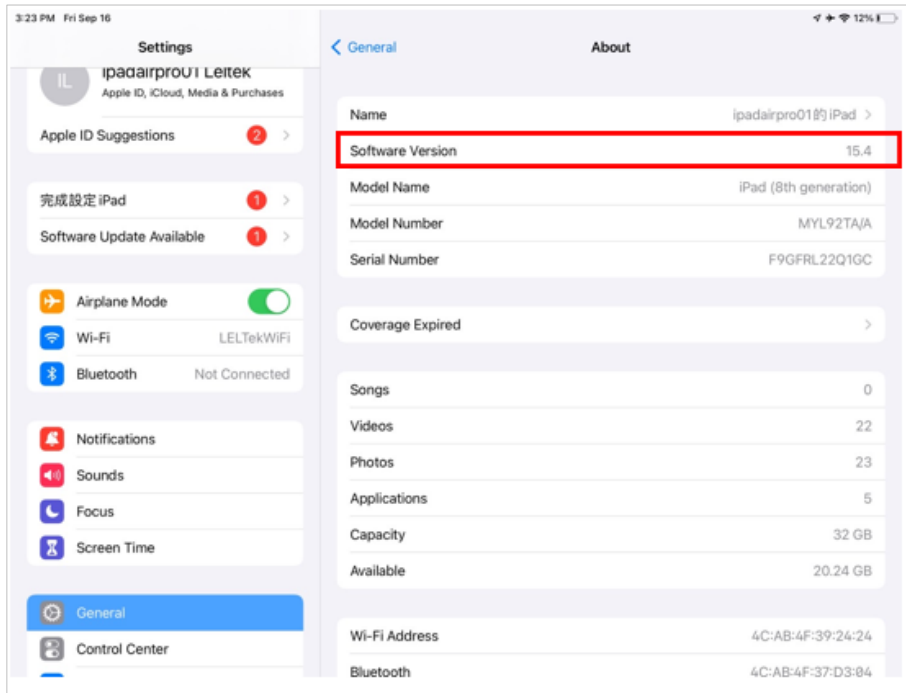 3:23 PM Fri Sep 16
12%
Settings
IL
ipadairpro01 Leltek
Apple ID, iCloud, Media & Purchases
Apple ID Suggestions 2
完成設定 iPad 1
Software Update Available 1
Airplane Mode
Wi-Fi LELTekWiFi
Bluetooth Not Connected
Notifications
Sounds
Focus
Screen Time
General
Control Center
General
About
Name ipadairpro01的 iPad
Software Version 15.4
Model Name iPad (8th generation)
Model Number MYL92TA/A
Serial Number F9GFRL22Q1GC
Coverage Expired
Songs 0
Videos 22
Photos 23
Applications 5
Capacity 32 GB
Available 20.24 GB
Wi-Fi Address 4C:AB:4F:39:24:24
Bluetooth 4C:AB:4F:37:D3:04